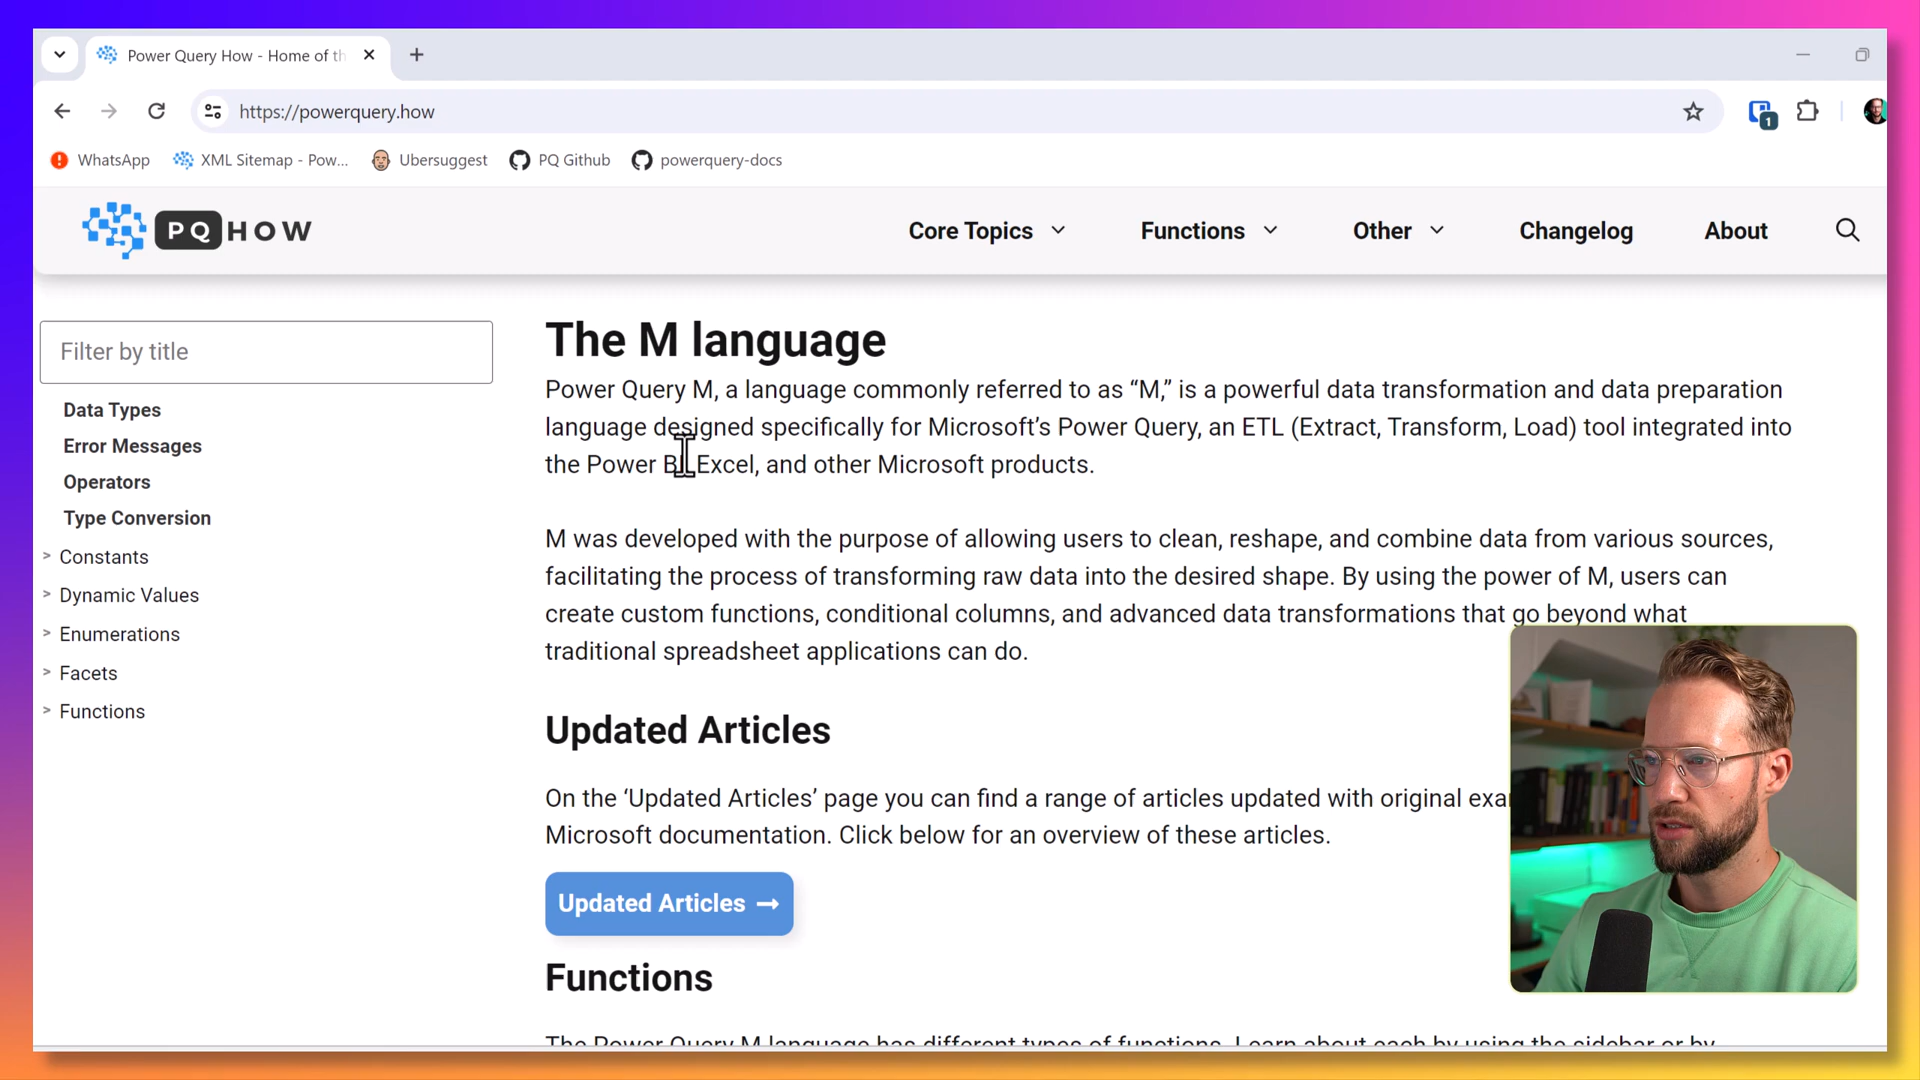 Power Query How - Home of th
https://powerquery.how
1
WhatsApp
XML Sitemap - Pow...
Ubersuggest
PQ Github
powerquery-docs
PQ HOW
Core Topics
Functions
Other
Changelog
About
Filter by title
Data Types
Error Messages
Operators
Type Conversion
Constants
Dynamic Values
Enumerations
Facets
Functions
The M language
Power Query M, a language commonly referred to as “M,” is a powerful data transformation and data preparation
language designed specifically for Microsoft’s Power Query, an ETL (Extract, Transform, Load) tool integrated into
the Power BI, Excel, and other Microsoft products.
M was developed with the purpose of allowing users to clean, reshape, and combine data from various sources,
facilitating the process of transforming raw data into the desired shape. By using the power of M, users can
create custom functions, conditional columns, and advanced data transformations that go beyond what
traditional spreadsheet applications can do.
Updated Articles
On the ‘Updated Articles’ page you can find a range of articles updated with original exa
Microsoft documentation. Click below for an overview of these articles.
Updated Articles →
Functions
The Power Query M language has different types of functions. Learn about each by using the sidebar or by